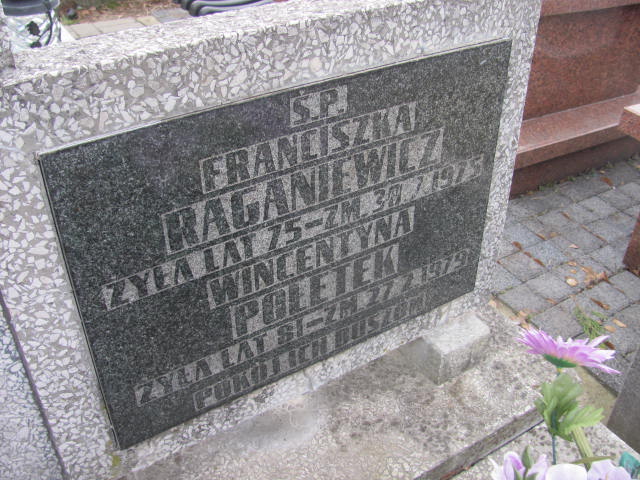 Ś.P.
FRANCISZKA
RAGANIEWICZ
ŻYŁA LAT 75-ZM. 30.7.1975
WINCENTYNA
POLETEK
ŻYŁA LAT 81-ZM. 27.2.1979
POKÓJ ICH DUSZOM